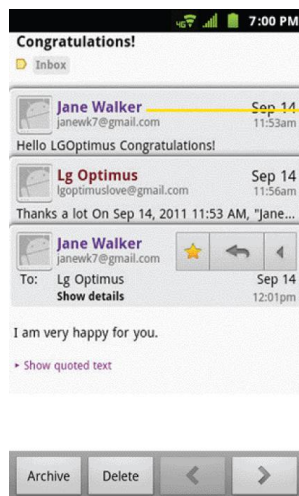 4G 7:00 PM
Congratulations!
Inbox
Jane Walker Sep 14
janewk7@gmail.com 11:53am
Hello LGOptimus Congratulations!
Lg Optimus Sep 14
lgoptimuslove@gmail.com 11:56am
Thanks a lot On Sep 14, 2011 11:53 AM, "Jane...
Jane Walker
janewk7@gmail.com
To: Lg Optimus Sep 14
Show details 12:01pm
I am very happy for you.
Show quoted text
Archive Delete